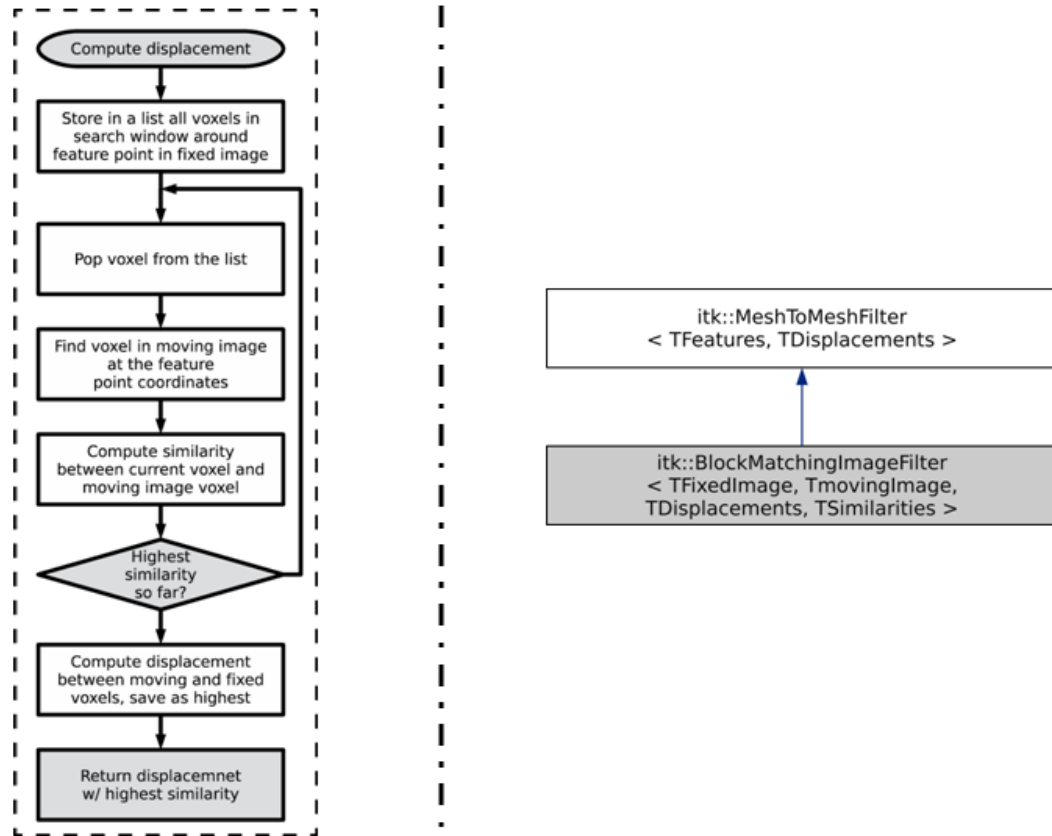 Compute displacement
Store in a list all voxels in
search window around
feature point in fixed image
Pop voxel from the list
Find voxel in moving image
at the feature
point coordinates
Compute similarity
between current voxel and
moving image voxel
Highest
similarity
so far?
Compute displacement
between moving and fixed
voxels, save as highest
Return displacemnet
w/ highest similarity
itk::MeshToMeshFilter
< TFeatures, TDisplacements >
itk::BlockMatchingImageFilter
< TFixedImage, TmovingImage,
TDisplacements, TSimilarities >